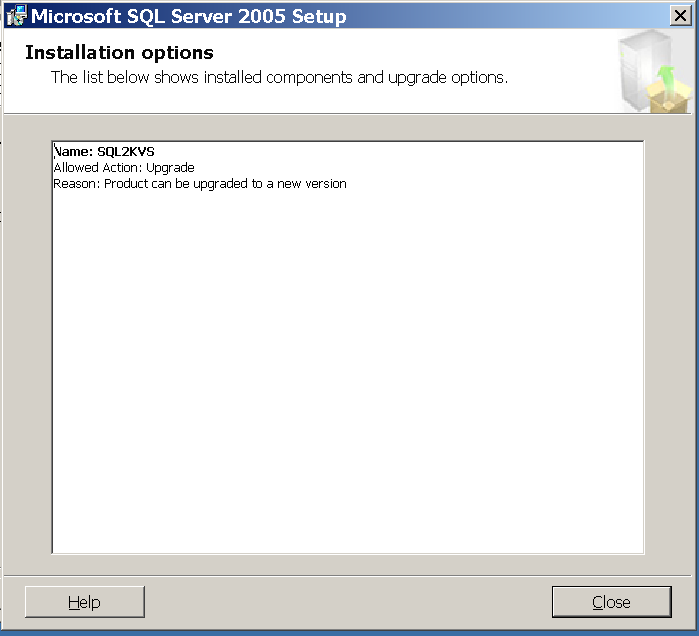 Microsoft SQL Server 2005 Setup
Installation options
The list below shows installed components and upgrade options.
Name: SQL2KVS
Allowed Action: Upgrade
Reason: Product can be upgraded to a new version
Help
Close